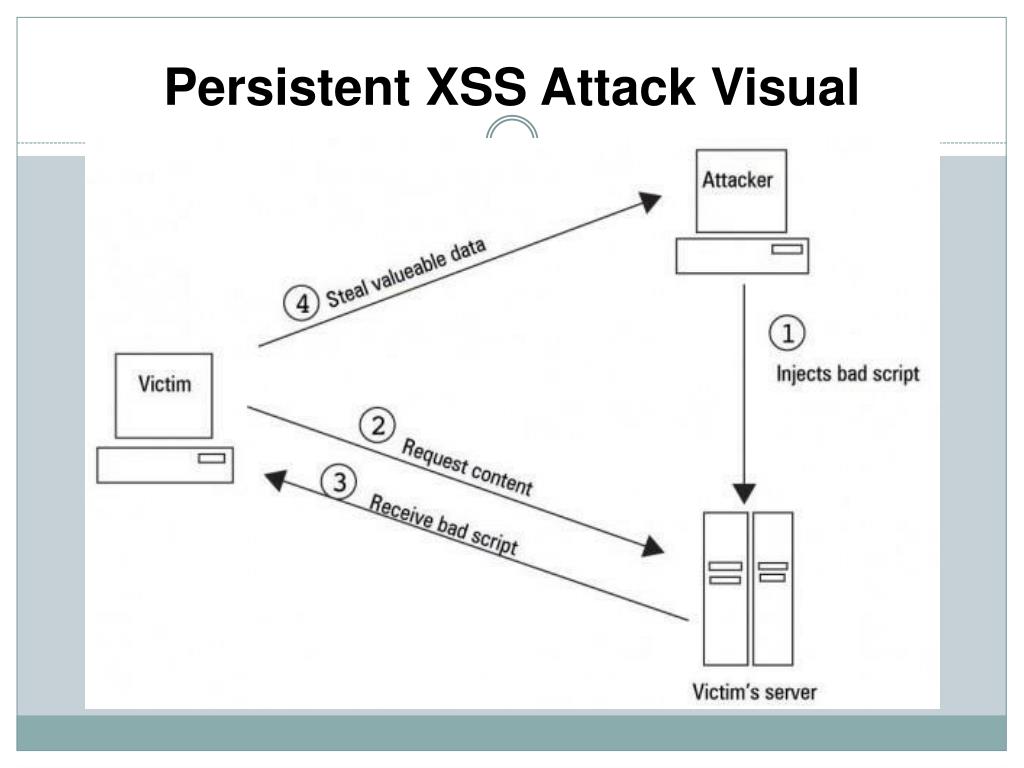 Persistent XSS Attack Visual
Attacker
4 Steal valueable data
1
Injects bad script
Victim
2 Request content
3 Receive bad script
Victim's server